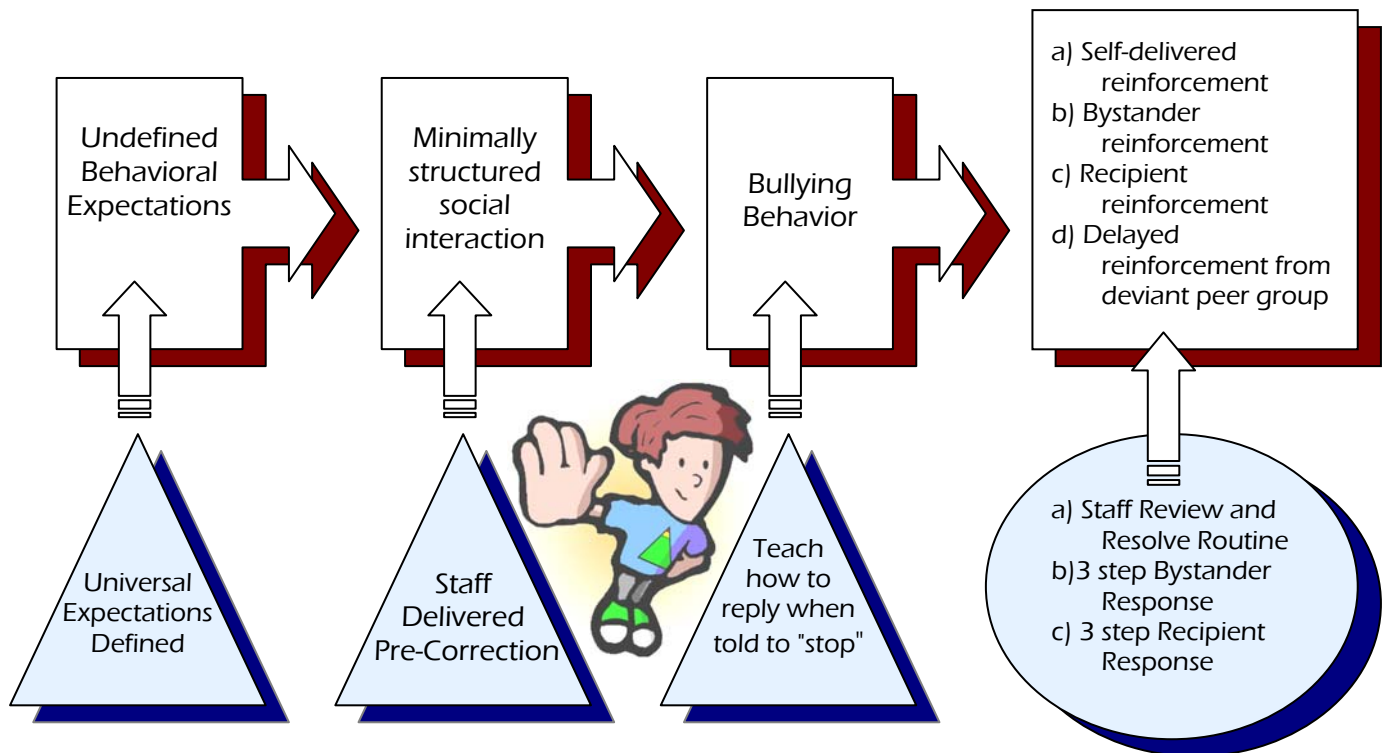 Undefined
Behavioral
Expectations
Minimally
structured
social
interaction
Bullying
Behavior
a) Self-delivered
reinforcement
b) Bystander
reinforcement
c) Recipient
reinforcement
d) Delayed
reinforcement from
deviant peer group
Universal
Expectations
Defined
Staff
Delivered
Pre-Correction
Teach
how to
reply when
told to "stop"
a) Staff Review and
Resolve Routine
b)3 step Bystander
Response
c) 3 step Recipient
Response